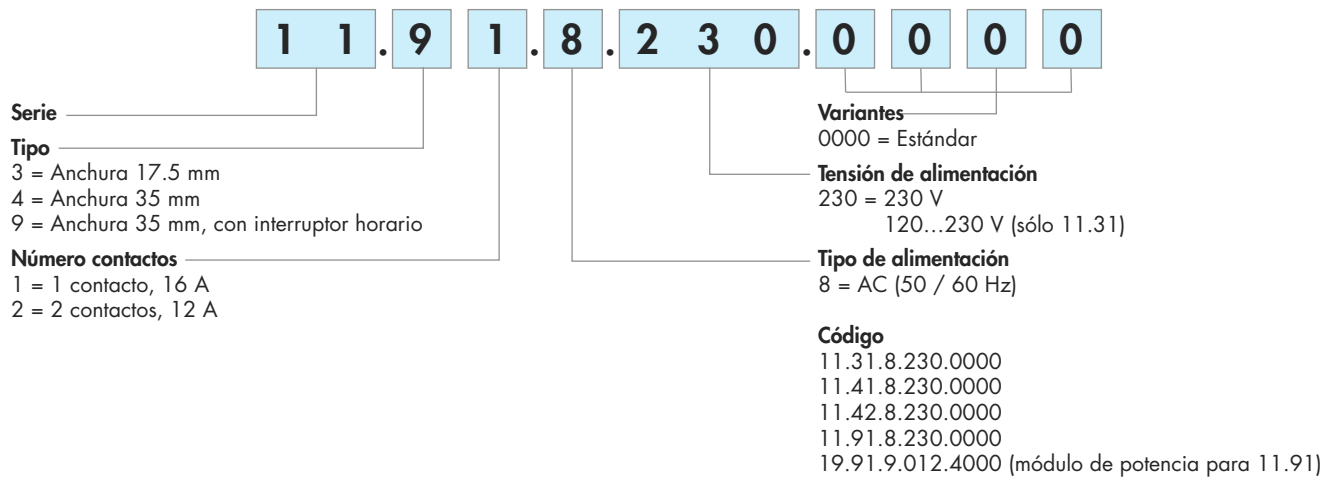 1 1.9 1.8.2 3 0.0 0 0 0
Serie
Tipo
3 = Anchura 17.5 mm
4 = Anchura 35 mm
9 = Anchura 35 mm, con interruptor horario
Número contactos
1 = 1 contacto, 16 A
2 = 2 contactos, 12 A
Variantes
0000 = Estándar
Tensión de alimentación
230 = 230 V
120...230 V (sólo 11.31)
Tipo de alimentación
8 = AC (50 / 60 Hz)
Código
11.31.8.230.0000
11.41.8.230.0000
11.42.8.230.0000
11.91.8.230.0000
19.91.9.012.4000 (módulo de potencia para 11.91)